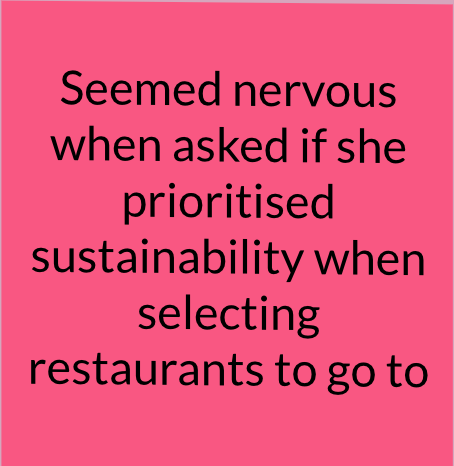 Seemed nervous
when asked if she
prioritised
sustainability when
selecting
restaurants to go to